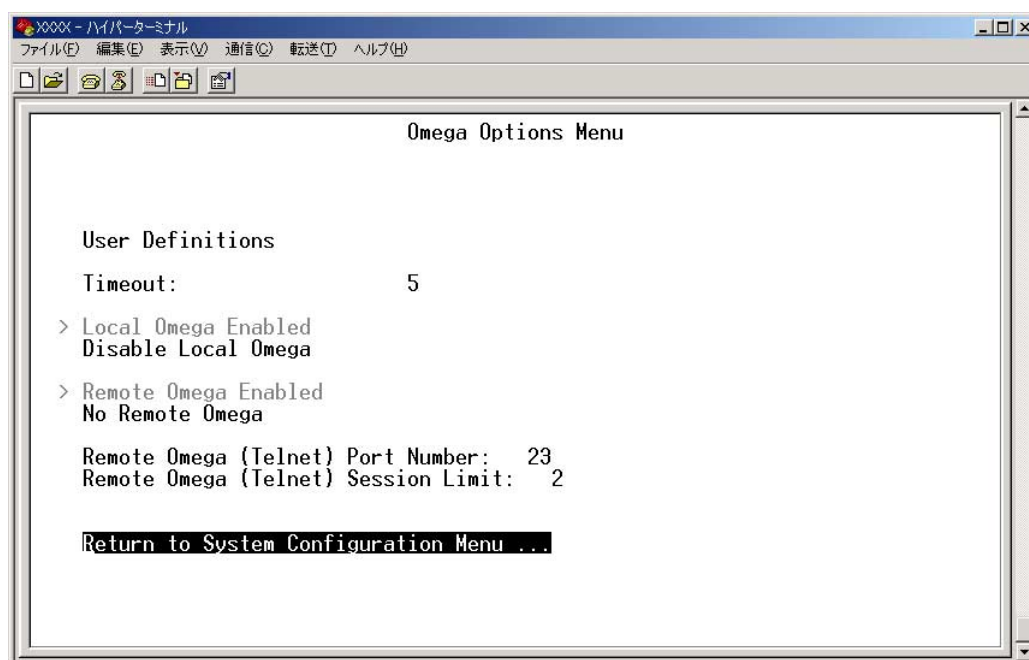 XXXX - ハイパーターミナル
ファイル(F) 編集(E) 表示(V) 通信(C) 転送(T) ヘルプ(H)
Omega Options Menu
User Definitions
Timeout: 5
> Local Omega Enabled
Disable Local Omega
> Remote Omega Enabled
No Remote Omega
Remote Omega (Telnet) Port Number: 23
Remote Omega (Telnet) Session Limit: 2
Return to System Configuration Menu ...